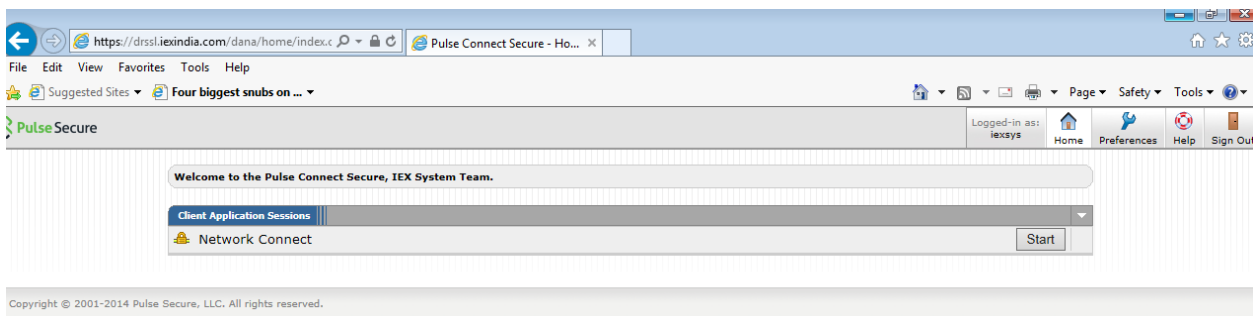 https://drssl.iexindia.com/dana/home/index.c
Pulse Connect Secure - Ho...
File Edit View Favorites Tools Help
Suggested Sites Four biggest snubs on ... Page Safety Tools
Pulse Secure
Logged-in as:
iexsys
Home Preferences Help Sign Out
Welcome to the Pulse Connect Secure, IEX System Team.
Client Application Sessions
Network Connect Start
Copyright © 2001-2014 Pulse Secure, LLC. All rights reserved.